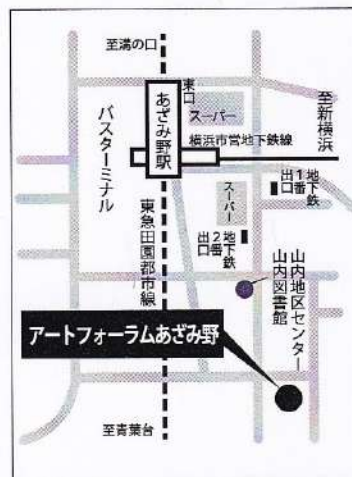 至溝の口
東口
あざみ野駅
スーパー
至新横浜
横浜市営地下鉄線
バスターミナル
地下鉄
1番
出口
スーパー
地下鉄
2番
出口
東急田園都市線
山内地区センター
山内図書館
アートフォーラムあざみ野
至青葉台